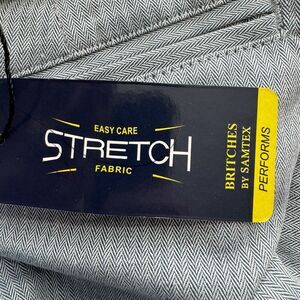 EASY CARE
STRETCH
FABRIC
BRITCHES
BY SAMTEX
PERFORMS